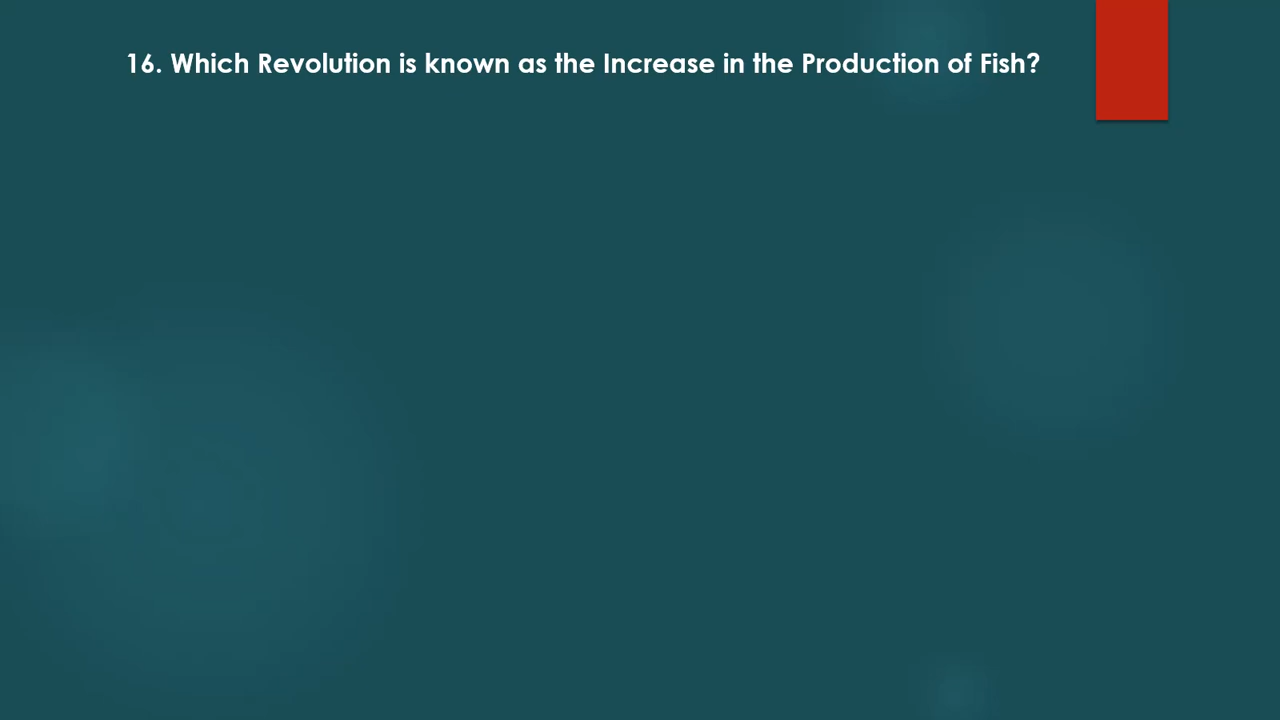 16. Which Revolution is known as the Increase in the Production of Fish?